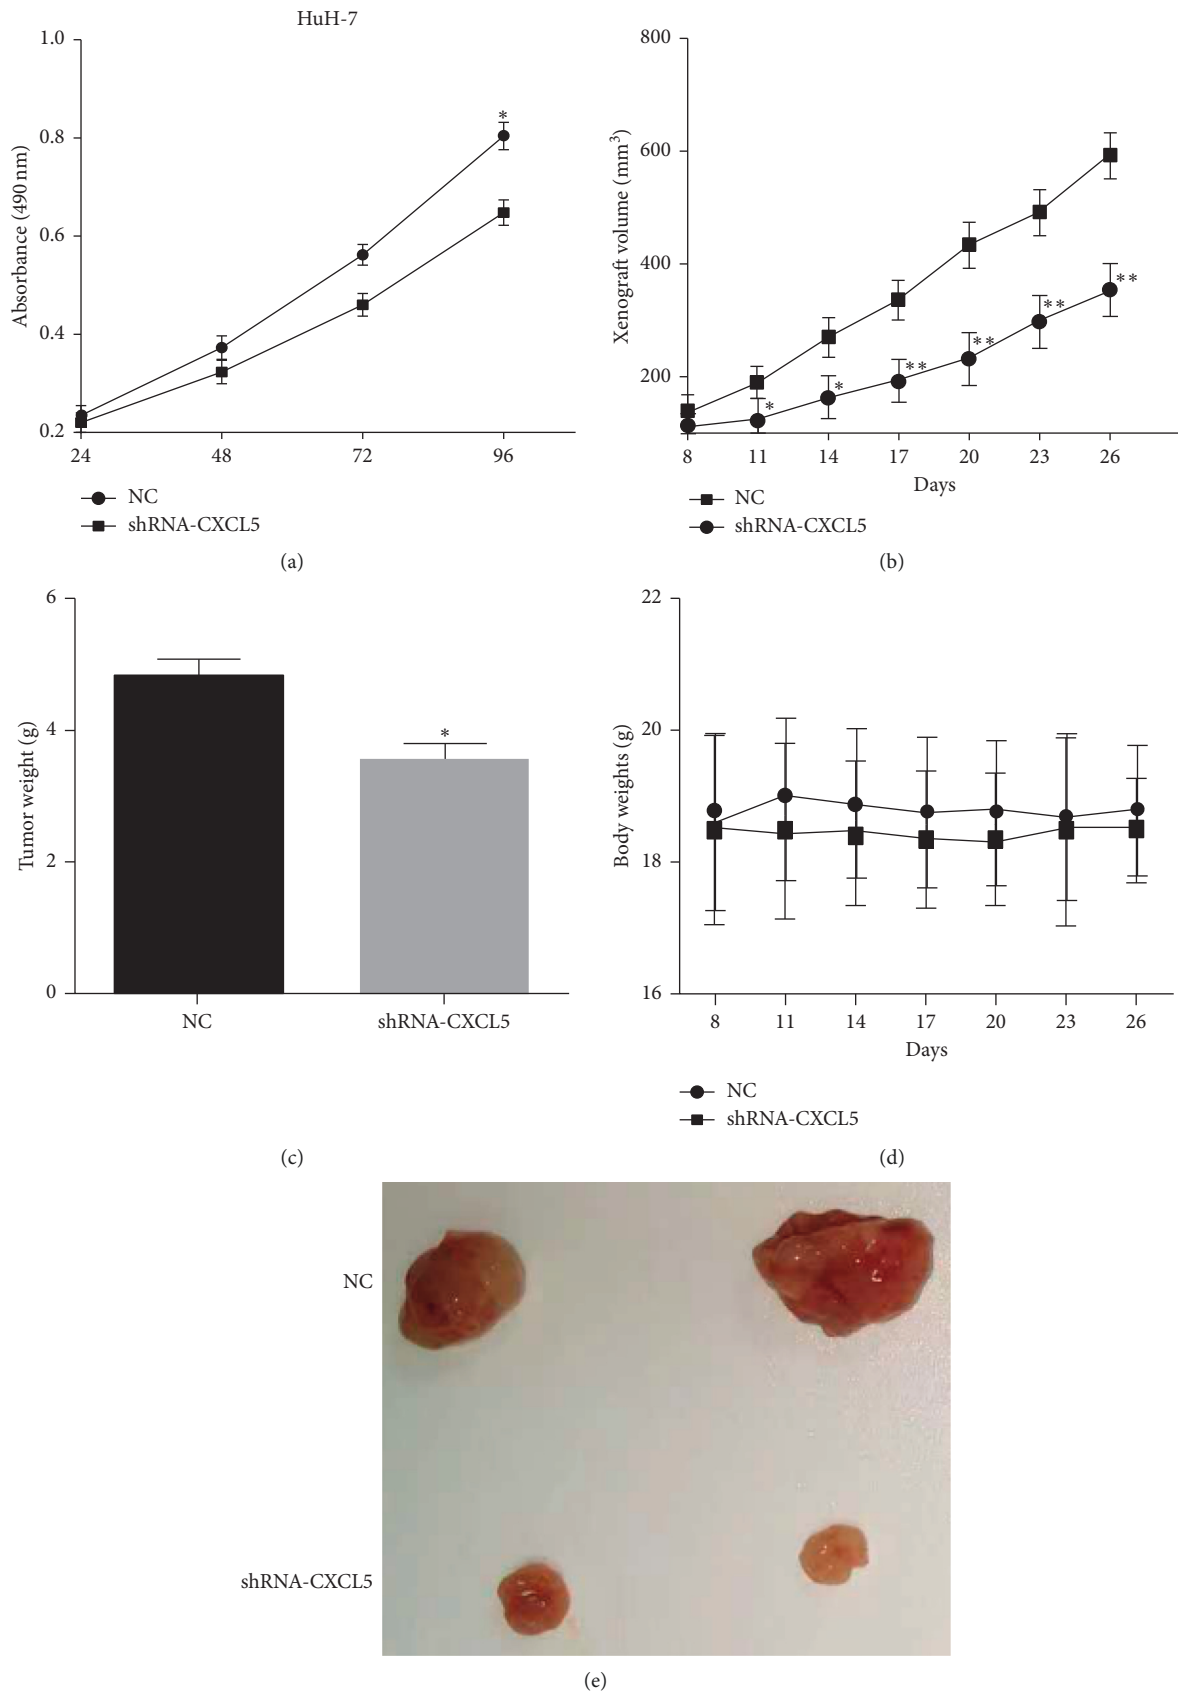 HuH-7
1.0
0.8
0.6
0.4
0.2
Absorbance (490 nm)
24 48 72 96
*
NC
shRNA-CXCL5
(a)
800
600
400
200
Xenograft volume (mm³)
* * ** ** ** **
8 11 14 17 20 23 26
Days
NC
shRNA-CXCL5
(b)
6
4
2
0
Tumor weight (g)
*
NC shRNA-CXCL5
(c)
22
20
18
16
Body weights (g)
8 11 14 17 20 23 26
Days
NC
shRNA-CXCL5
(d)
NC
shRNA-CXCL5
(e)